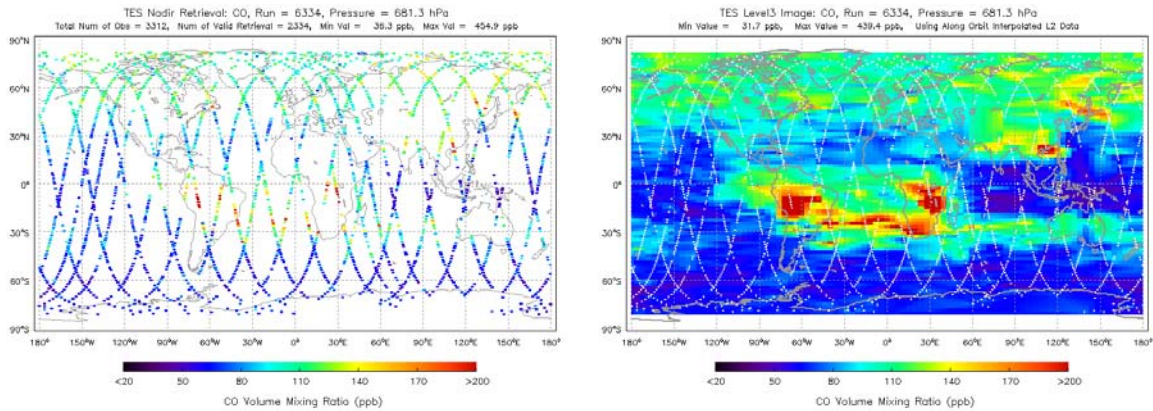 TES Nadir Retrieval: CO, Run = 6334, Pressure = 681.3 hPa
Total Num of Obs = 3312, Num of Valid Retrieval = 2334, Min Val = 36.3 ppb, Max Val = 454.9 ppb
90°N
60°N
30°N
0°
30°S
60°S
90°S
180° 150°W 120°W 90°W 60°W 30°W 0° 30°E 60°E 90°E 120°E 150°E 180°
<20 50 80 110 140 170 >200
CO Volume Mixing Ratio (ppb)
TES Level3 Image: CO, Run = 6334, Pressure = 681.3 hPa
Min Value = 31.7 ppb, Max Value = 439.4 ppb, Using Along Orbit Interpolated L2 Data
90°N
60°N
30°N
0°
30°S
60°S
90°S
180° 150°W 120°W 90°W 60°W 30°W 0° 30°E 60°E 90°E 120°E 150°E 180°
<20 50 80 110 140 170 >200
CO Volume Mixing Ratio (ppb)